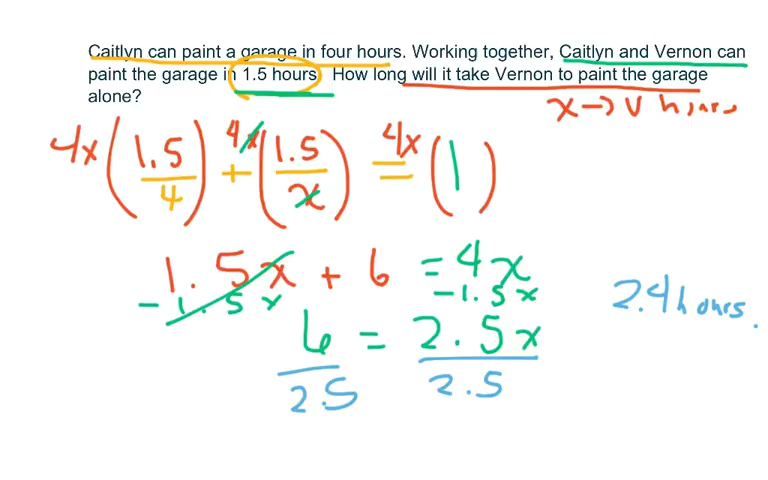 Caitlyn can paint a garage in four hours. Working together, Caitlyn and Vernon can
paint the garage in 1.5 hours. How long will it take Vernon to paint the garage
alone?
x → V hours
4x (1.5/4) + 4x (1.5/x) = 4x (1)
1.5x + 6 = 4x
- 1.5x - 1.5x
6 = 2.5x
2.5 2.5
2.4 hours.